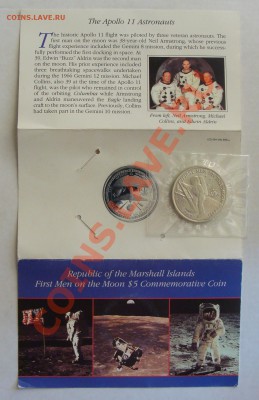 COINS.LAVE.RU
The Apollo 11 Astronauts
The historic Apollo 11 flight was piloted by three veteran astronauts. The
first man on the moon was 38-year-old Neil Armstrong, whose previous
flight experience included the Gemini 8 mission, during which he success-
fully performed the first docking in space. At
39, Edwin "Buzz" Aldrin was the second man
on the moon. His prior experience included
three breathtaking spacewalks undertaken
during the 1966 Gemini 12 mission. Michael
Collins, also 39 at the time of the Apollo 11
flight, was the pilot who remained in control
of the orbiting Columbia while Armstrong
and Aldrin maneuvered the Eagle landing
craft to the moon's surface. Previously, Collins
had taken part in the Gemini 10 mission.
From left, Neil Armstrong, Michael
Collins, and Edwin Aldrin
Republic of the Marshall Islands
First Men on the Moon $5 Commemorative Coin
COINS.LAVE.RU